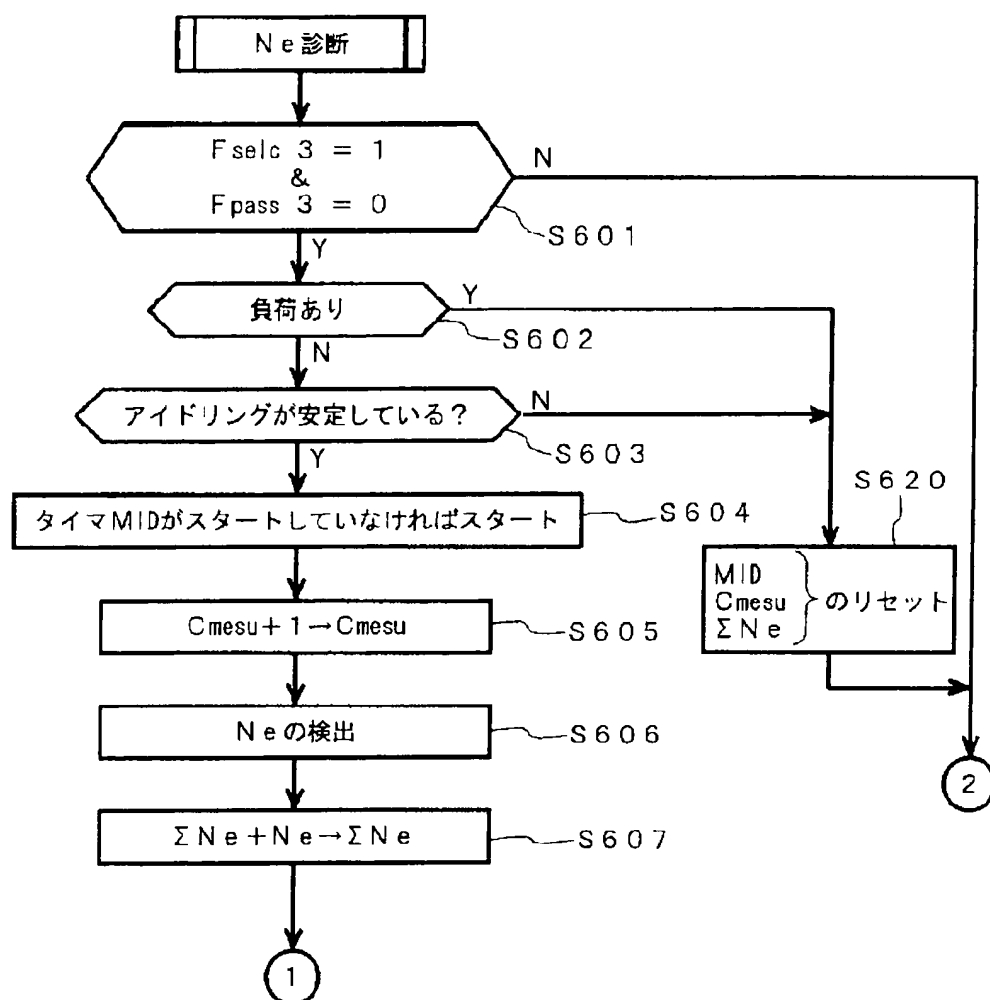 Ne診断
Fselc 3 = 1
&
Fpass 3 = 0
N
S601
Y
負荷あり
Y
S602
N
アイドリングが安定している?
N
S603
Y
S620
タイマMIDがスタートしていなければスタート
S604
MID
Cmesu
ΣNe
のリセット
Cmesu+1→Cmesu
S605
Neの検出
S606
2
ΣNe+Ne→ΣNe
S607
1